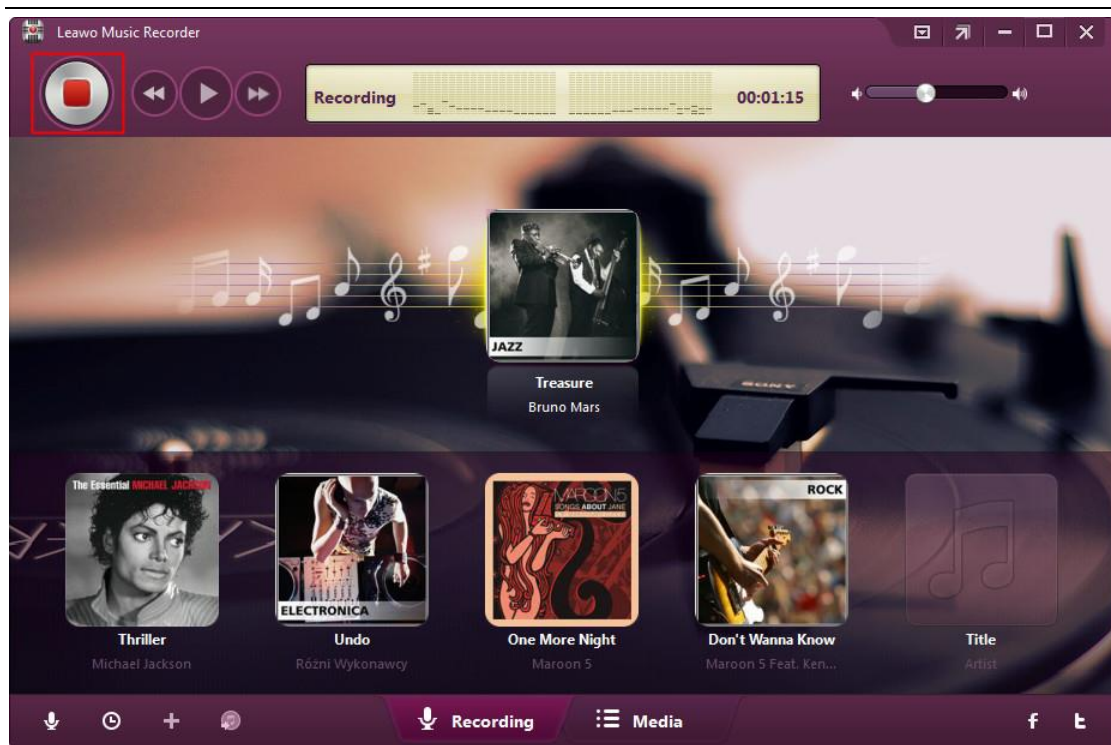 Leawo Music Recorder
Recording
00:01:15
SONY
JAZZ
Treasure
Bruno Mars
The Essential MICHAEL JACKSON
ELECTRONICA
MAROON5
SONGS ABOUT JANE
ROCK
Thriller
Undo
One More Night
Don't Wanna Know
Title
Michael Jackson
Różni Wykonawcy
Maroon 5
Maroon 5 Feat. Ken...
Artist
Recording
Media